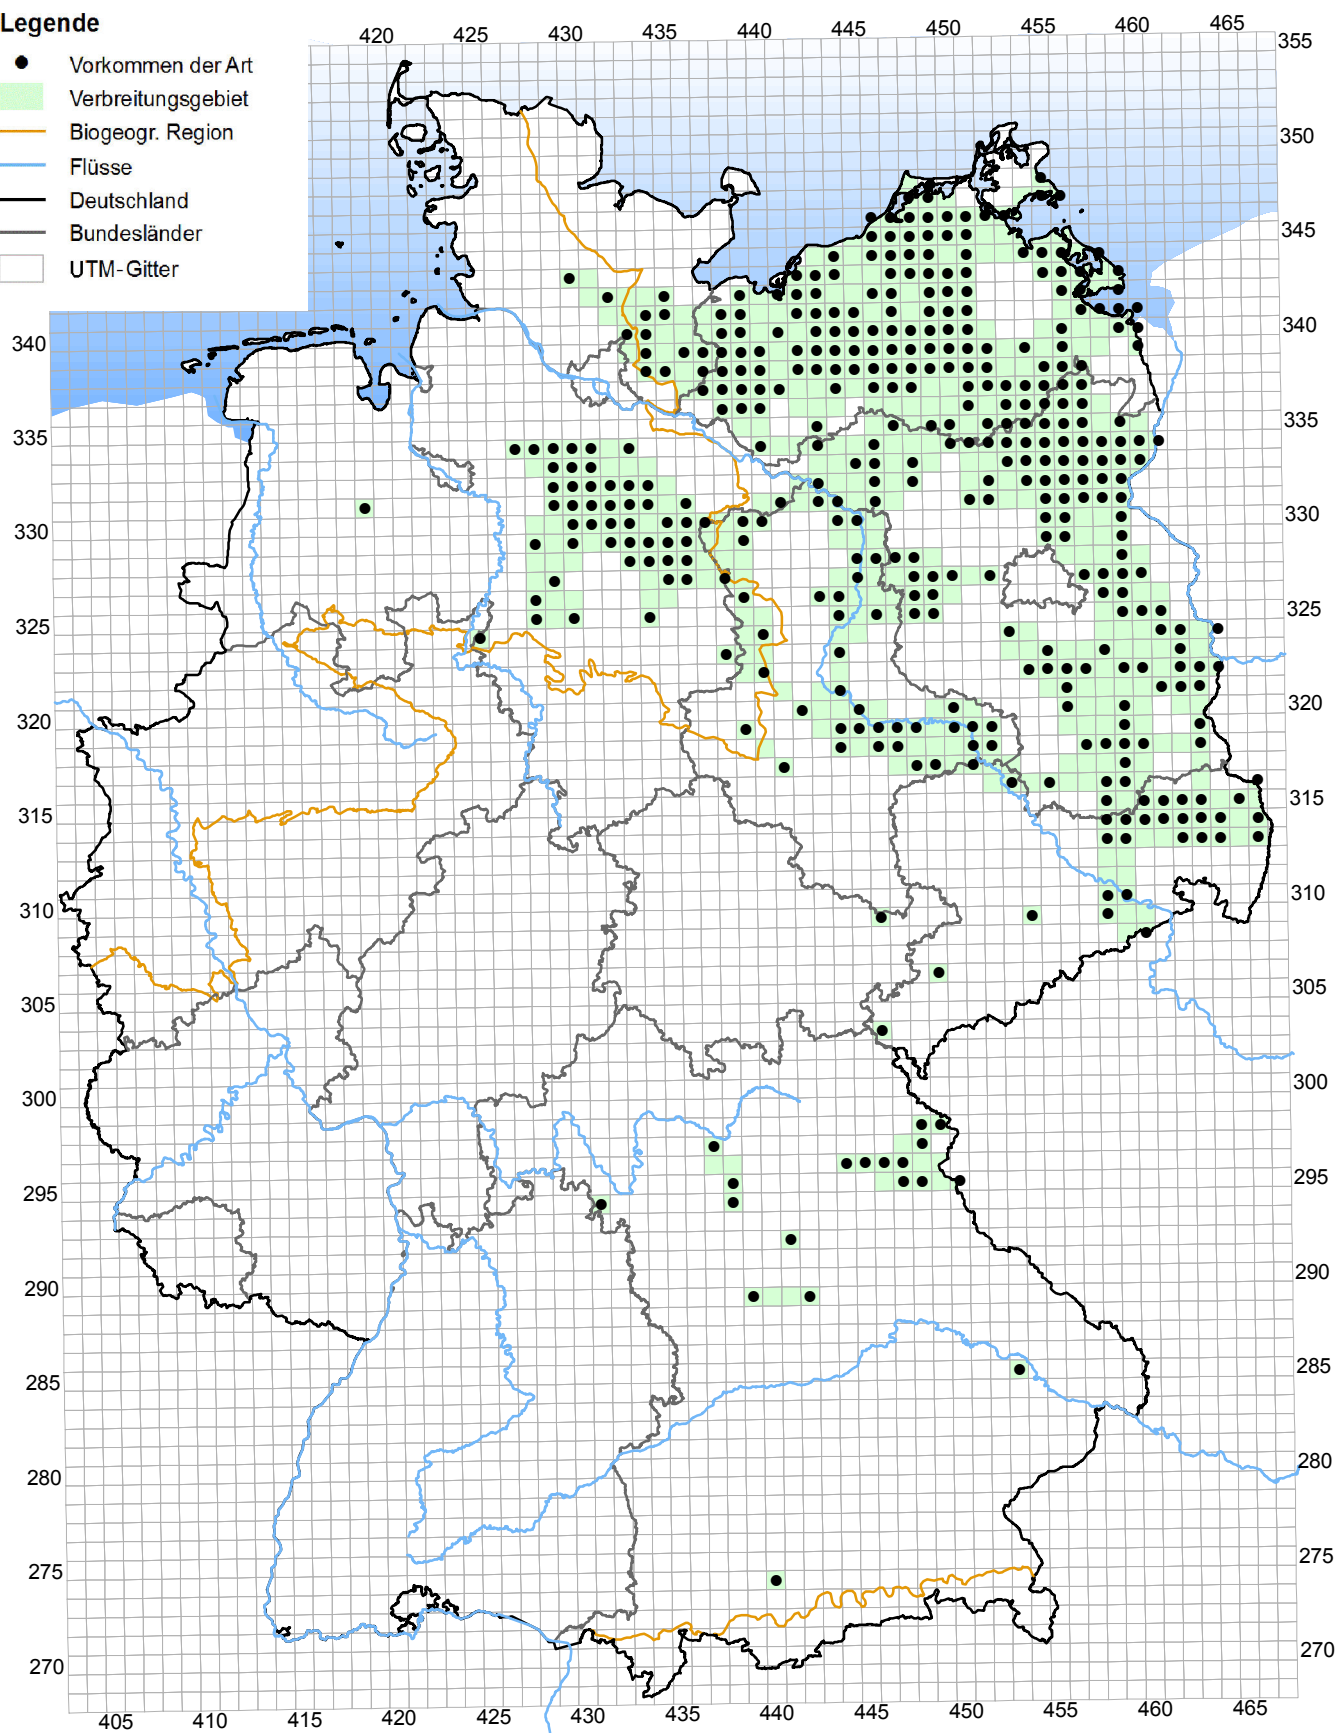 Legende
Vorkommen der Art
Verbreitungsgebiet
Biogeogr. Region
Flüsse
Deutschland
Bundesländer
UTM-Gitter
420 425 430 435 440 445 450 455 460 465
355
350
345
340 340
335 335
330 330
325 325
320 320
315 315
310 310
305 305
300 300
295 295
290 290
285 285
280 280
275 275
270 270
405 410 415 420 425 430 435 440 445 450 455 460 465